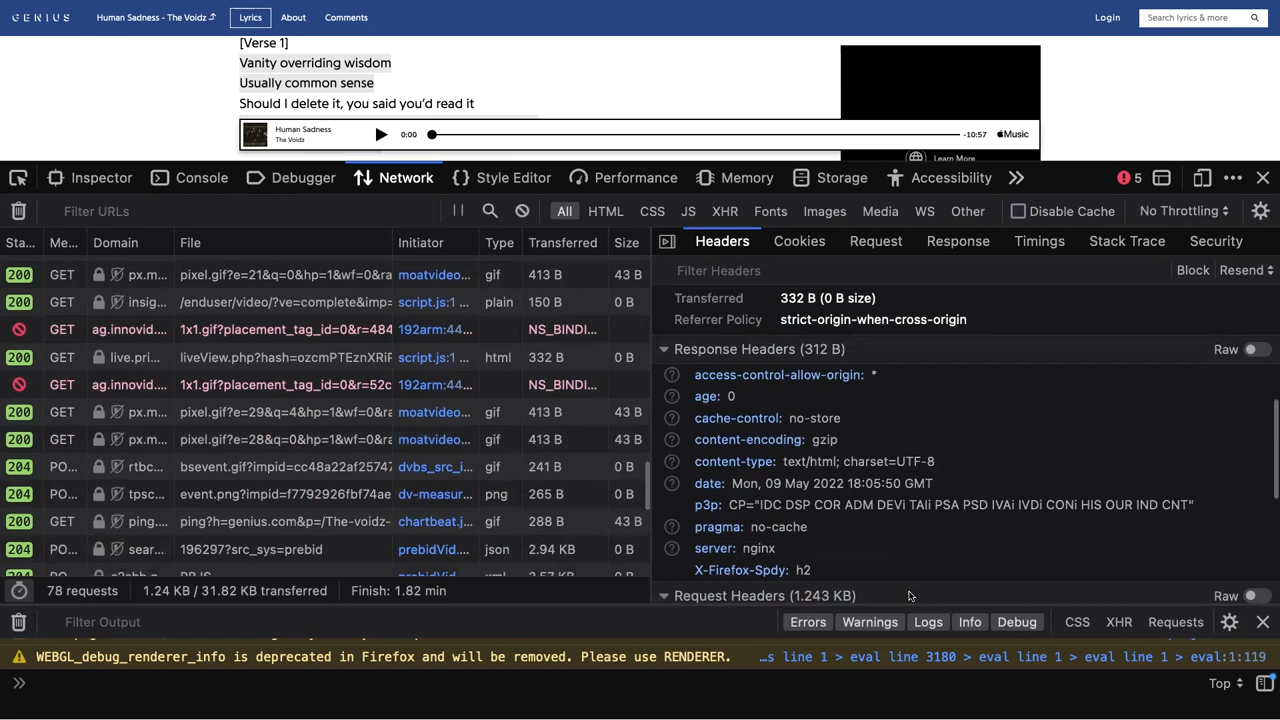 GENIUS Human Sadness - The Voidz Lyrics About Comments Login Search lyrics & more
[Verse 1]
Vanity overriding wisdom
Usually common sense
Should I delete it, you said you'd read it
Human Sadness
The Voidz
0:00 -10:57 Music
Learn More
Inspector Console Debugger Network Style Editor Performance Memory Storage Accessibility 5
Filter URLs All HTML CSS JS XHR Fonts Images Media WS Other Disable Cache No Throttling
Sta... Me... Domain File Initiator Type Transferred Size
200 GET px.m... pixel.gif?e=21&q=0&hp=1&wf=0&ra moatvideo... gif 413 B 43 B
200 GET insig... /enduser/video/?ve=complete&imp= script.js:1 ... plain 150 B 0 B
GET ag.innovid... 1x1.gif?placement_tag_id=0&r=484 192arm:44... NS_BINDI...
200 GET live.pri... liveView.php?hash=ozcmPTEznXRiF script.js:1 ... html 332 B 0 B
GET ag.innovid... 1x1.gif?placement_tag_id=0&r=52c 192arm:44... NS_BINDI...
200 GET px.m... pixel.gif?e=29&q=4&hp=1&wf=0&ra moatvideo... gif 413 B 43 B
200 GET px.m... pixel.gif?e=28&q=0&hp=1&wf=0&ra moatvideo... gif 413 B 43 B
204 PO... rtbc... bsevent.gif?impid=cc48a22af25747 dvbs_src_i... 241 B 0 B
204 PO... tpsc... event.png?impid=f7792926fbf74ae dv-measur... png 265 B 0 B
200 GET ping.... ping?h=genius.com&p=/The-voidz- chartbeat.j... gif 288 B 43 B
204 PO... sear... 196297?src_sys=prebid prebidVid.... json 2.94 KB 0 B
78 requests 1.24 KB / 31.82 KB transferred Finish: 1.82 min
Headers Cookies Request Response Timings Stack Trace Security
Filter Headers Block Resend
Transferred 332 B (0 B size)
Referrer Policy strict-origin-when-cross-origin
Response Headers (312 B) Raw
access-control-allow-origin: *
age: 0
cache-control: no-store
content-encoding: gzip
content-type: text/html; charset=UTF-8
date: Mon, 09 May 2022 18:05:50 GMT
p3p: CP="IDC DSP COR ADM DEVi TAIi PSA PSD IVAi IVDi CONi HIS OUR IND CNT"
pragma: no-cache
server: nginx
X-Firefox-Spdy: h2
Request Headers (1.243 KB) Raw
Filter Output Errors Warnings Logs Info Debug CSS XHR Requests
WEBGL_debug_renderer_info is deprecated in Firefox and will be removed. Please use RENDERER. …s line 1 > eval line 3180 > eval line 1 > eval line 1 > eval:1:119
Top